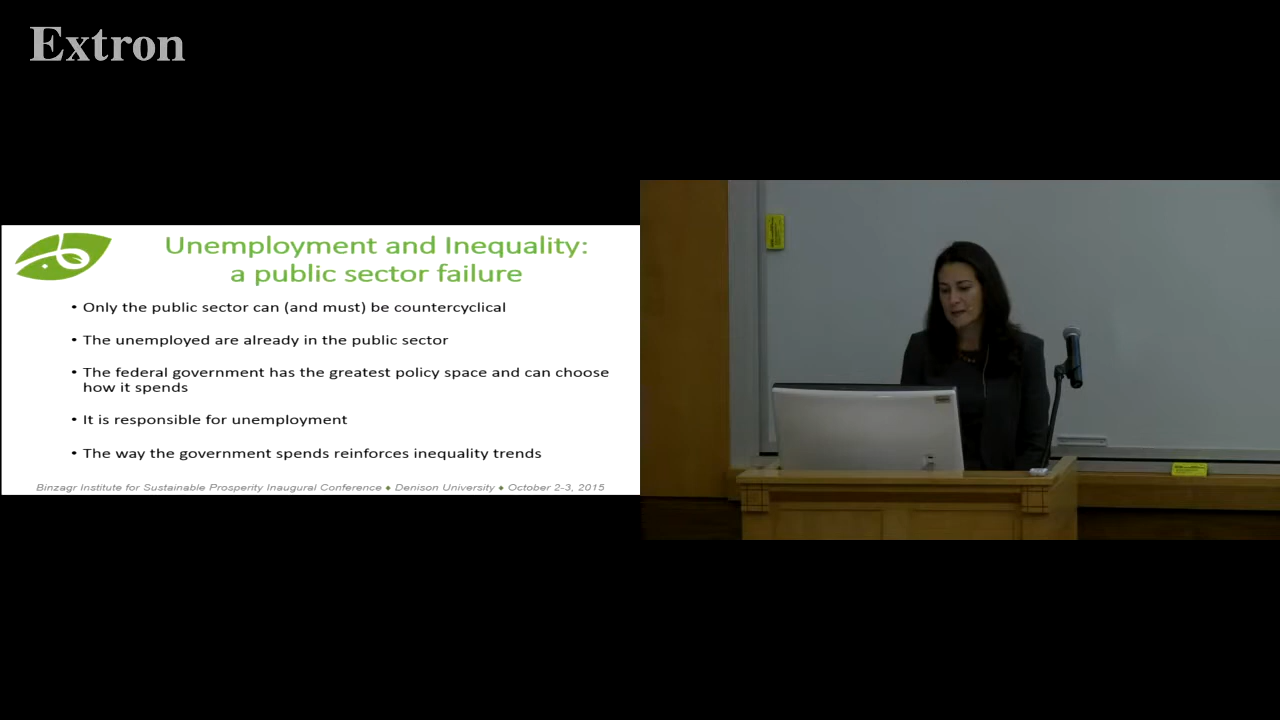 Extron
Unemployment and Inequality:
a public sector failure
• Only the public sector can (and must) be countercyclical
• The unemployed are already in the public sector
• The federal government has the greatest policy space and can choose
how it spends
• It is responsible for unemployment
• The way the government spends reinforces inequality trends
Binzagr Institute for Sustainable Prosperity Inaugural Conference ♦ Denison University ♦ October 2-3, 2015